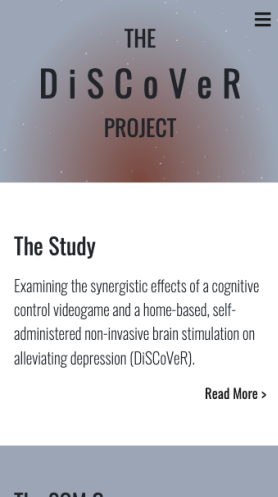 THE
DiSCoVeR
PROJECT
The Study
Examining the synergistic effects of a cognitive
control videogame and a home-based, self-
administered non-invasive brain stimulation on
alleviating depression (DiSCoVeR).
Read More >